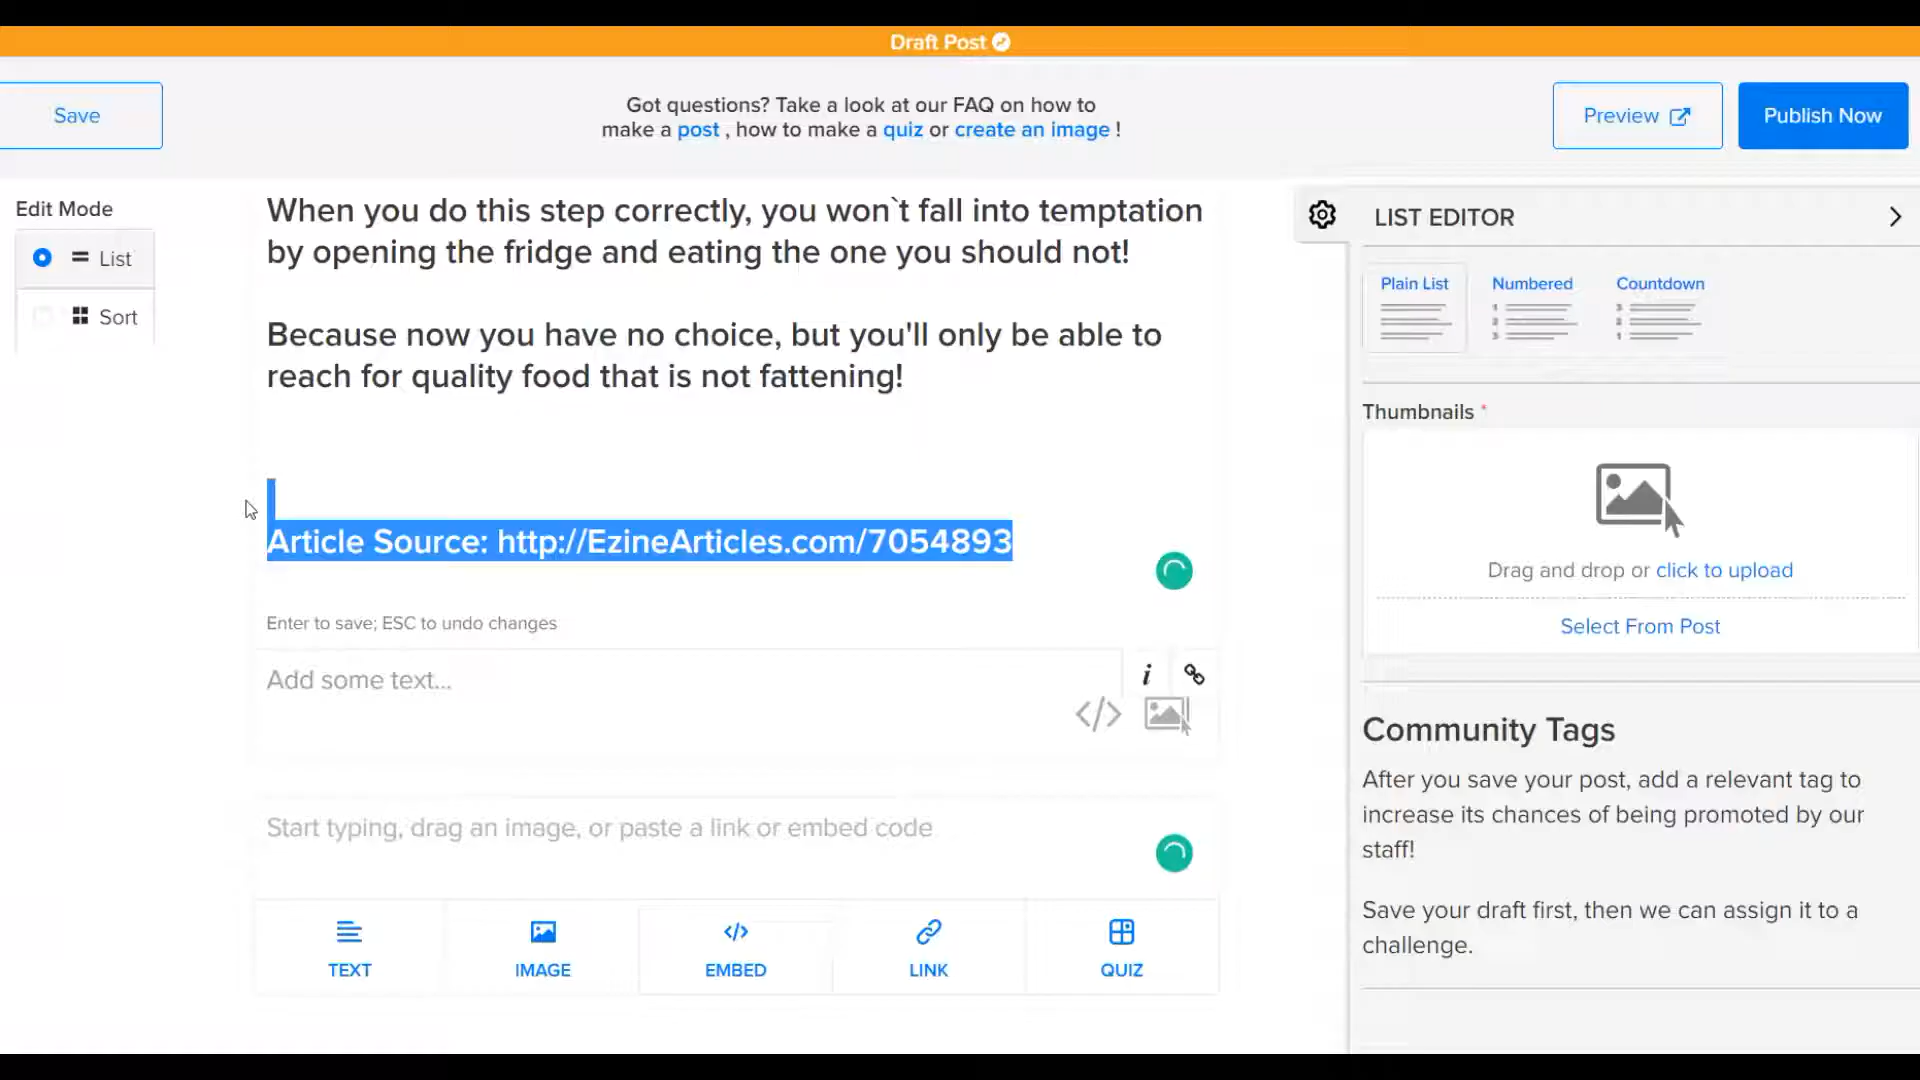 Draft Post
Save
Got questions? Take a look at our FAQ on how to
make a post , how to make a quiz or create an image !
Preview
Publish Now
Edit Mode
List
Sort
When you do this step correctly, you won`t fall into temptation
by opening the fridge and eating the one you should not!
Because now you have no choice, but you'll only be able to
reach for quality food that is not fattening!
Article Source: http://EzineArticles.com/7054893
Enter to save; ESC to undo changes
Add some text...
i
Start typing, drag an image, or paste a link or embed code
TEXT
IMAGE
EMBED
LINK
QUIZ
LIST EDITOR
Plain List
Numbered
Countdown
Thumbnails *
Drag and drop or click to upload
Select From Post
Community Tags
After you save your post, add a relevant tag to
increase its chances of being promoted by our
staff!
Save your draft first, then we can assign it to a
challenge.